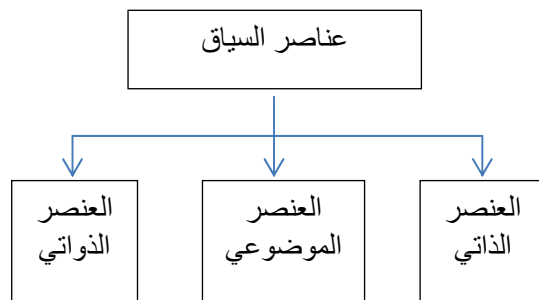 عناصر السياق
العنصر
الذاتي
العنصر
الموضوعي
العنصر
الذواتي